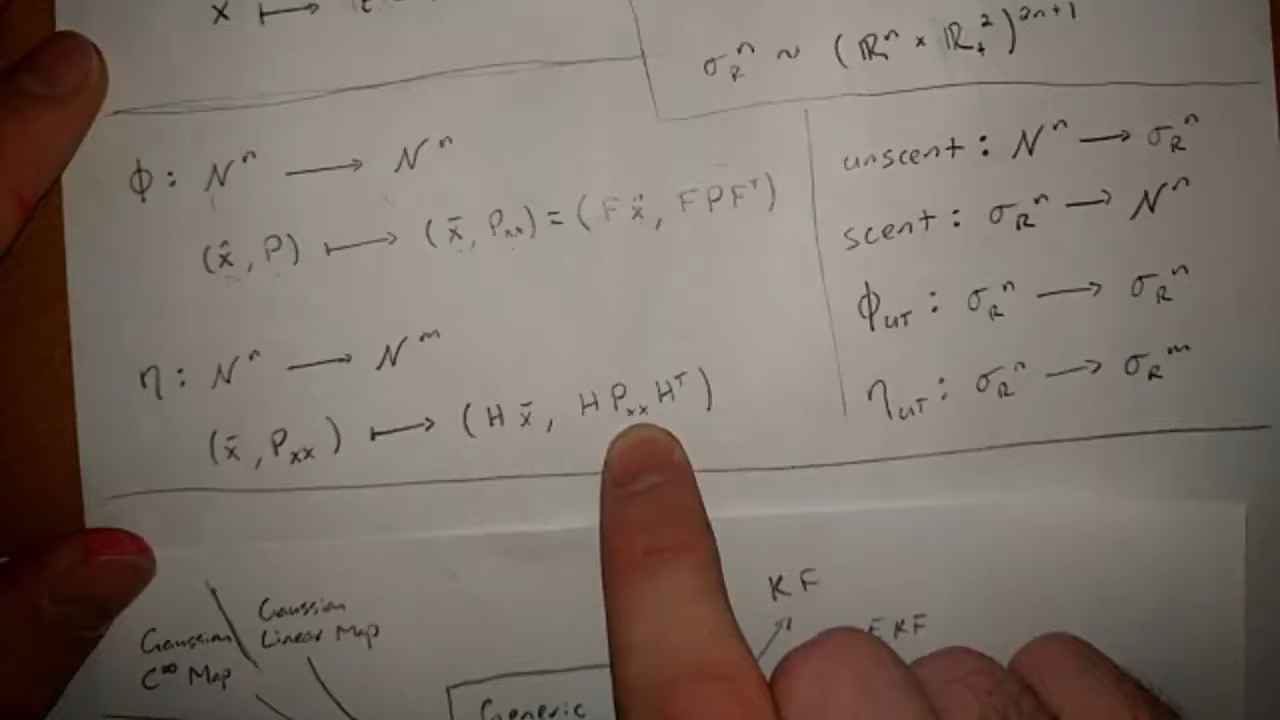 x ⟼
σ_R^n ~ (ℝ^n × ℝ_+^2)^{2n+1}
ϕ: N^n ⟶ N^n
(x̂, P) ⟼ (x̄, P_xx) = (F x̂, FPF^T)
η: N^n ⟶ N^m
(x̄, P_xx) ⟼ (H x̄, H P_xx H^T)
unscent: N^n ⟶ σ_R^n
scent: σ_R^n ⟶ N^n
ϕ_UT: σ_R^n ⟶ σ_R^n
η_UT: σ_R^n ⟶ σ_R^m
Gaussian
Linear Map
Gaussian
C^∞ Map
KF
EKF
Generic